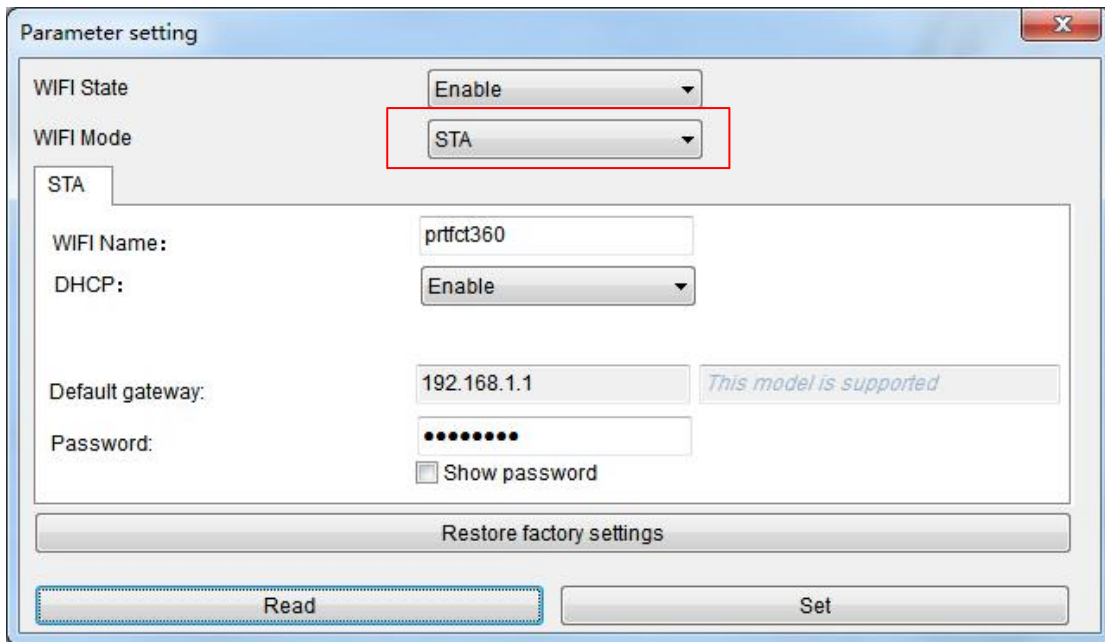 Parameter setting
WIFI State
Enable
WIFI Mode
STA
STA
WIFI Name：
prtfct360
DHCP：
Enable
Default gateway:
192.168.1.1
This model is supported
Password:
●●●●●●●●
Show password
Restore factory settings
Read
Set